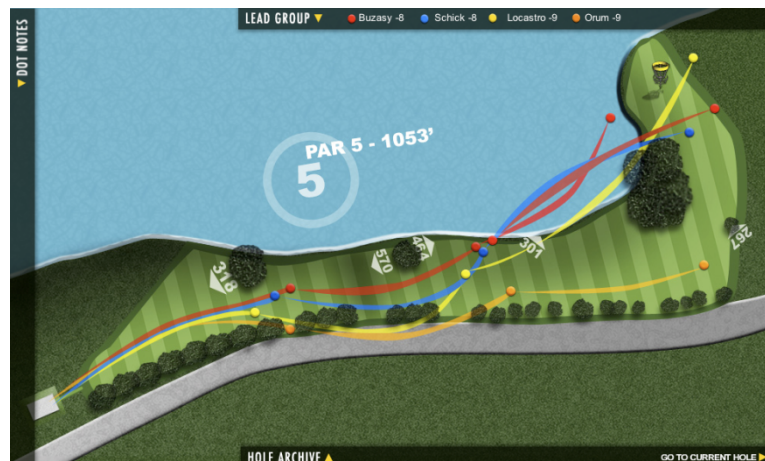 LEAD GROUP ▼ Buzasy -8 Schick -8 Locastro -9 Orum -9
▼ DOT NOTES
PAR 5 - 1053'
5
318
570
464
301
267
HOLE ARCHIVE ▲
GO TO CURRENT HOLE ▶